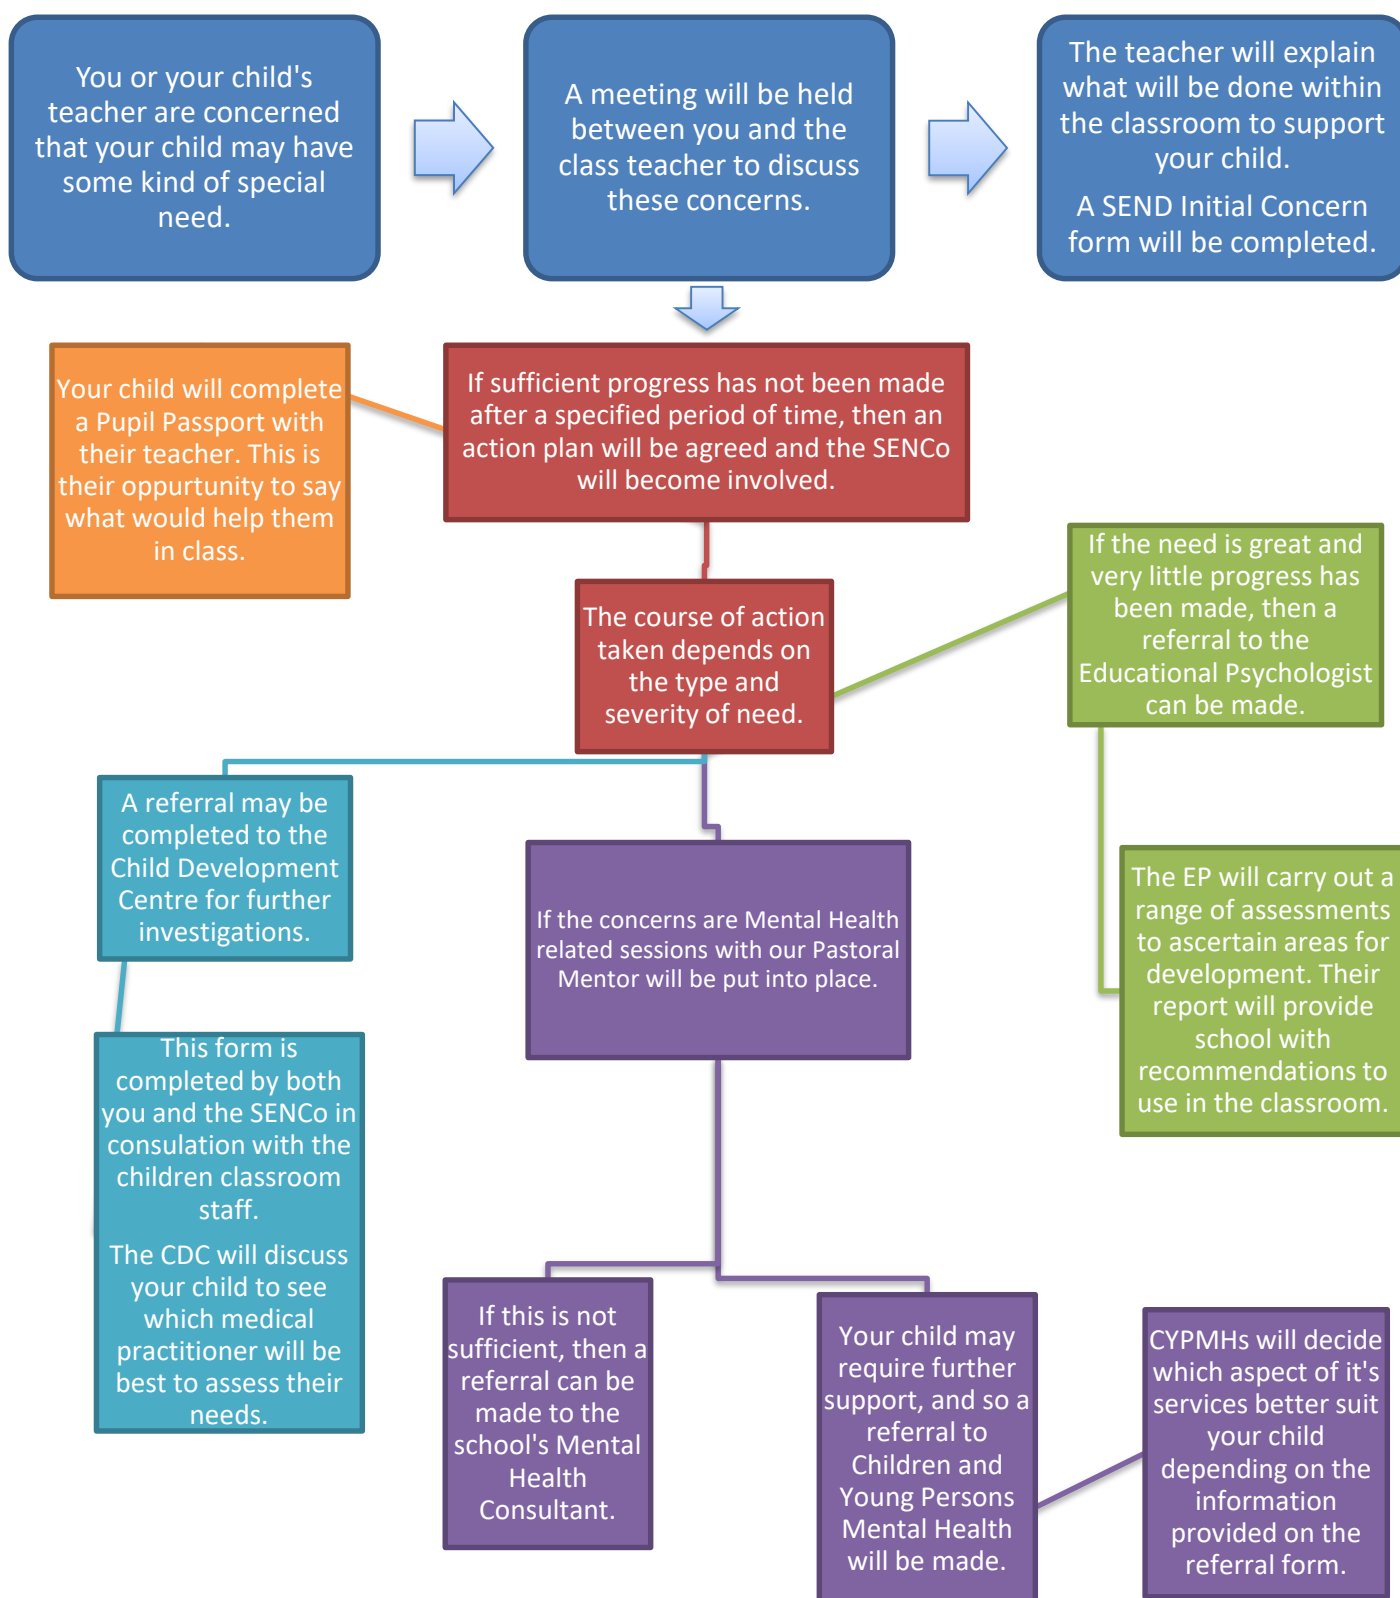 You or your child's
teacher are concerned
that your child may have
some kind of special
need.
A meeting will be held
between you and the
class teacher to discuss
these concerns.
The teacher will explain
what will be done within
the classroom to support
your child.
A SEND Initial Concern
form will be completed.
Your child will complete
a Pupil Passport with
their teacher. This is
their oppurtunity to say
what would help them
in class.
If sufficient progress has not been made
after a specified period of time, then an
action plan will be agreed and the SENCo
will become involved.
The course of action
taken depends on
the type and
severity of need.
If the need is great and
very little progress has
been made, then a
referral to the
Educational Psychologist
can be made.
A referral may be
completed to the
Child Development
Centre for further
investigations.
If the concerns are Mental Health
related sessions with our Pastoral
Mentor will be put into place.
The EP will carry out a
range of assessments
to ascertain areas for
development. Their
report will provide
school with
recommendations to
use in the classroom.
This form is
completed by both
you and the SENCo in
consulation with the
children classroom
staff.
The CDC will discuss
your child to see
which medical
practitioner will be
best to assess their
needs.
If this is not
sufficient, then a
referral can be
made to the
school's Mental
Health
Consultant.
Your child may
require further
support, and so a
referral to
Children and
Young Persons
Mental Health
will be made.
CYPMHs will decide
which aspect of it's
services better suit
your child
depending on the
information
provided on the
referral form.